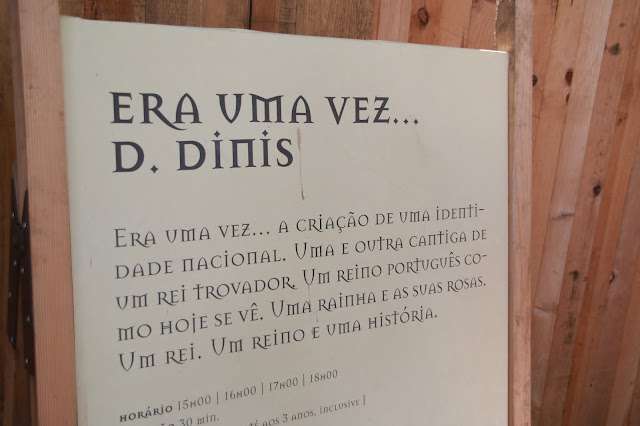 ERA UMA VEZ...
D. DINIS
ERA UMA VEZ... A CRIAÇÃO DE UMA IDENTI-
DADE NACIONAL. UMA E OUTRA CANTIGA DE
UM REI TROVADOR. UM REINO PORTUGUÊS CO-
MO HOJE SE VÊ. UMA RAINHA E AS SUAS ROSAS.
UM REI. UM REINO E UMA HISTÓRIA.
HORÁRIO 15H00 | 16H00 | 17H00 | 18H00
30 MIN.
AOS 3 ANOS, INCLUSIVE |